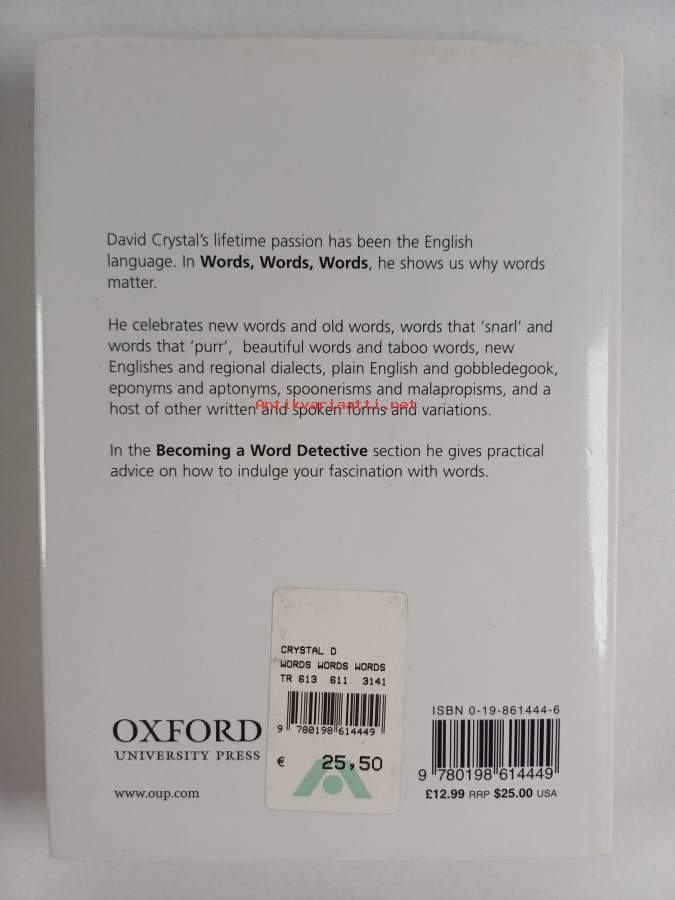 David Crystal's lifetime passion has been the English
language. In Words, Words, Words, he shows us why words
matter.
He celebrates new words and old words, words that 'snarl' and
words that 'purr', beautiful words and taboo words, new
Englishes and regional dialects, plain English and gobbledegook,
eponyms and aptonyms, spoonerisms and malapropisms, and a
host of other written and spoken forms and variations.
Antikvariaatti.net
In the Becoming a Word Detective section he gives practical
advice on how to indulge your fascination with words.
CRYSTAL D
WORDS WORDS WORDS
TR 613 611 3141
9 780198 614449
€ 25,50
OXFORD
UNIVERSITY PRESS
www.oup.com
ISBN 0-19-861444-6
9 780198 614449
£12.99 RRP $25.00 USA